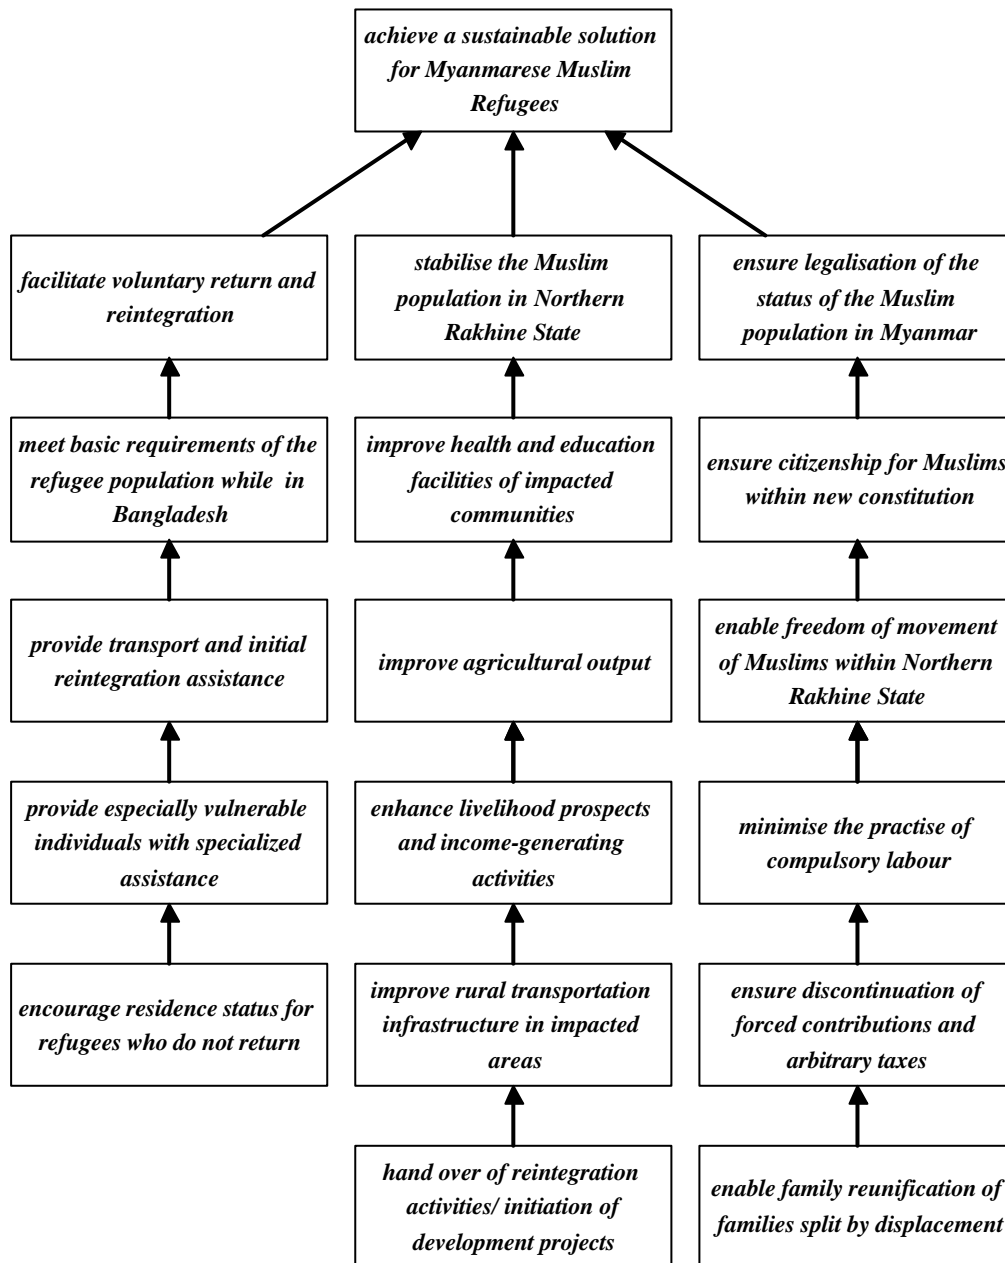 achieve a sustainable solution
for Myanmarese Muslim
Refugees
facilitate voluntary return and
reintegration
stabilise the Muslim
population in Northern
Rakhine State
ensure legalisation of the
status of the Muslim
population in Myanmar
meet basic requirements of the
refugee population while in
Bangladesh
improve health and education
facilities of impacted
communities
ensure citizenship for Muslims
within new constitution
provide transport and initial
reintegration assistance
improve agricultural output
enable freedom of movement
of Muslims within Northern
Rakhine State
provide especially vulnerable
individuals with specialized
assistance
enhance livelihood prospects
and income-generating
activities
minimise the practise of
compulsory labour
encourage residence status for
refugees who do not return
improve rural transportation
infrastructure in impacted
areas
ensure discontinuation of
forced contributions and
arbitrary taxes
hand over of reintegration
activities/ initiation of
development projects
enable family reunification of
families split by displacement